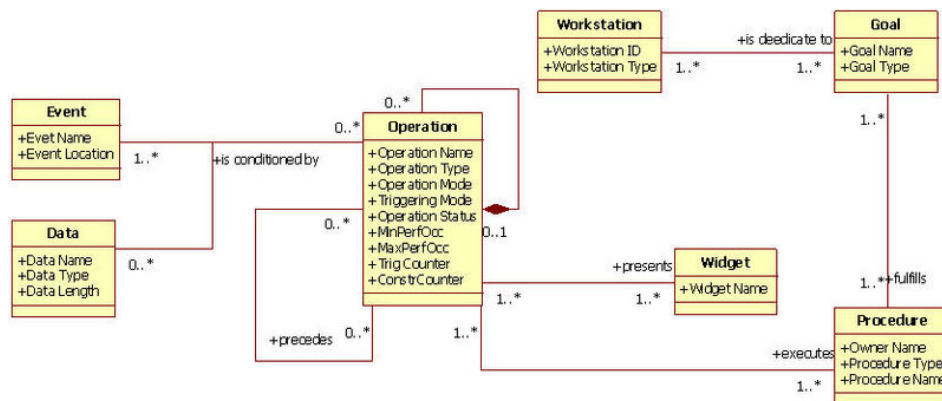 Workstation
+Workstation ID
+Workstation Type
+is deedicate to
1..*
1..*
Goal
+Goal Name
+Goal Type
1..*
Event
+Evet Name
+Event Location
1..*
+is conditioned by
0..*
0..*
Operation
+Operation Name
+Operation Type
+Operation Mode
+Triggering Mode
+Operation Status
+MinPerfOcc
+MaxPerfOcc
+Trig Counter
+ConstrCounter
0..1
0..*
+precedes
0..*
Data
+Data Name
+Data Type
+Data Length
0..*
+presents
1..*
1..*
Widget
+Widget Name
1..*
+fulfills
1..*
+executes
1..*
Procedure
+Owner Name
+Procedure Type
+Procedure Name